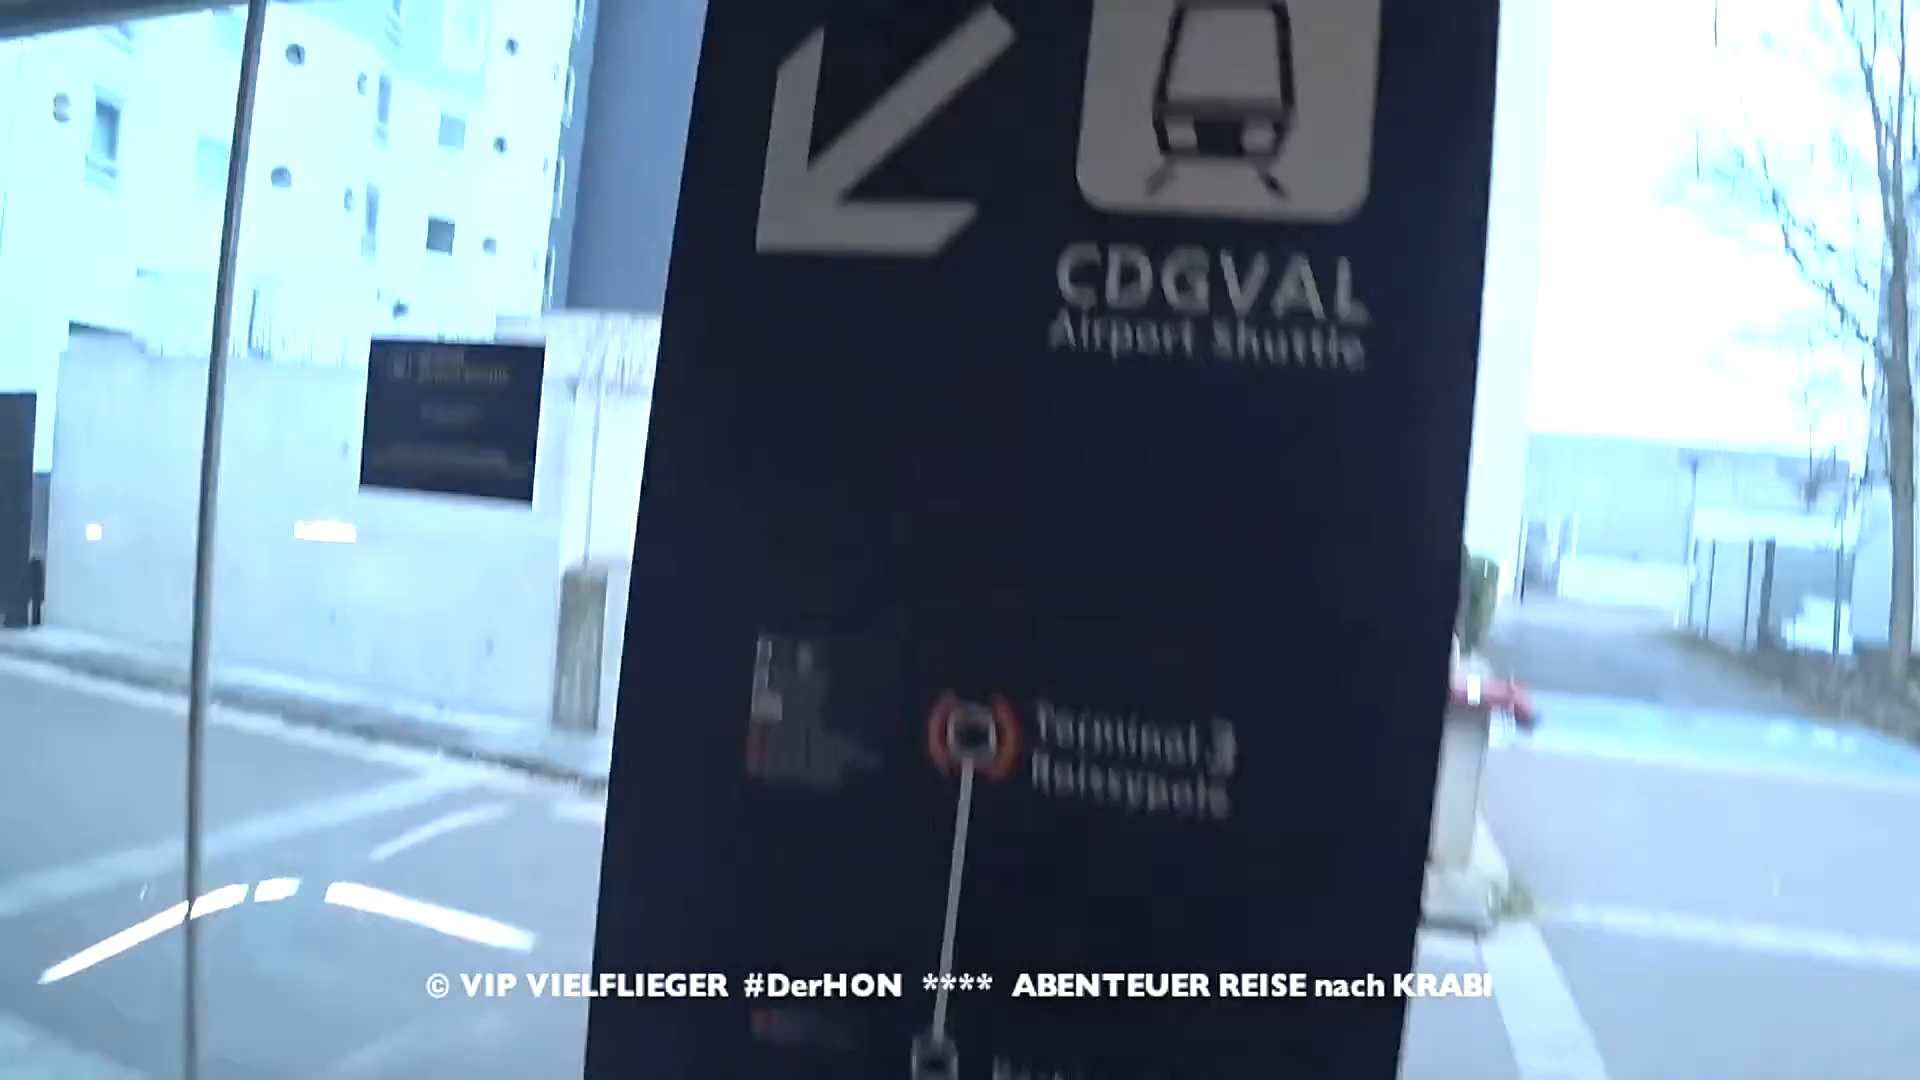 CDGVAL
Airport Shuttle
Terminal 3
Roissypole
© VIP VIELFLIEGER #DerHON **** ABENTEUER REISE nach KRABI